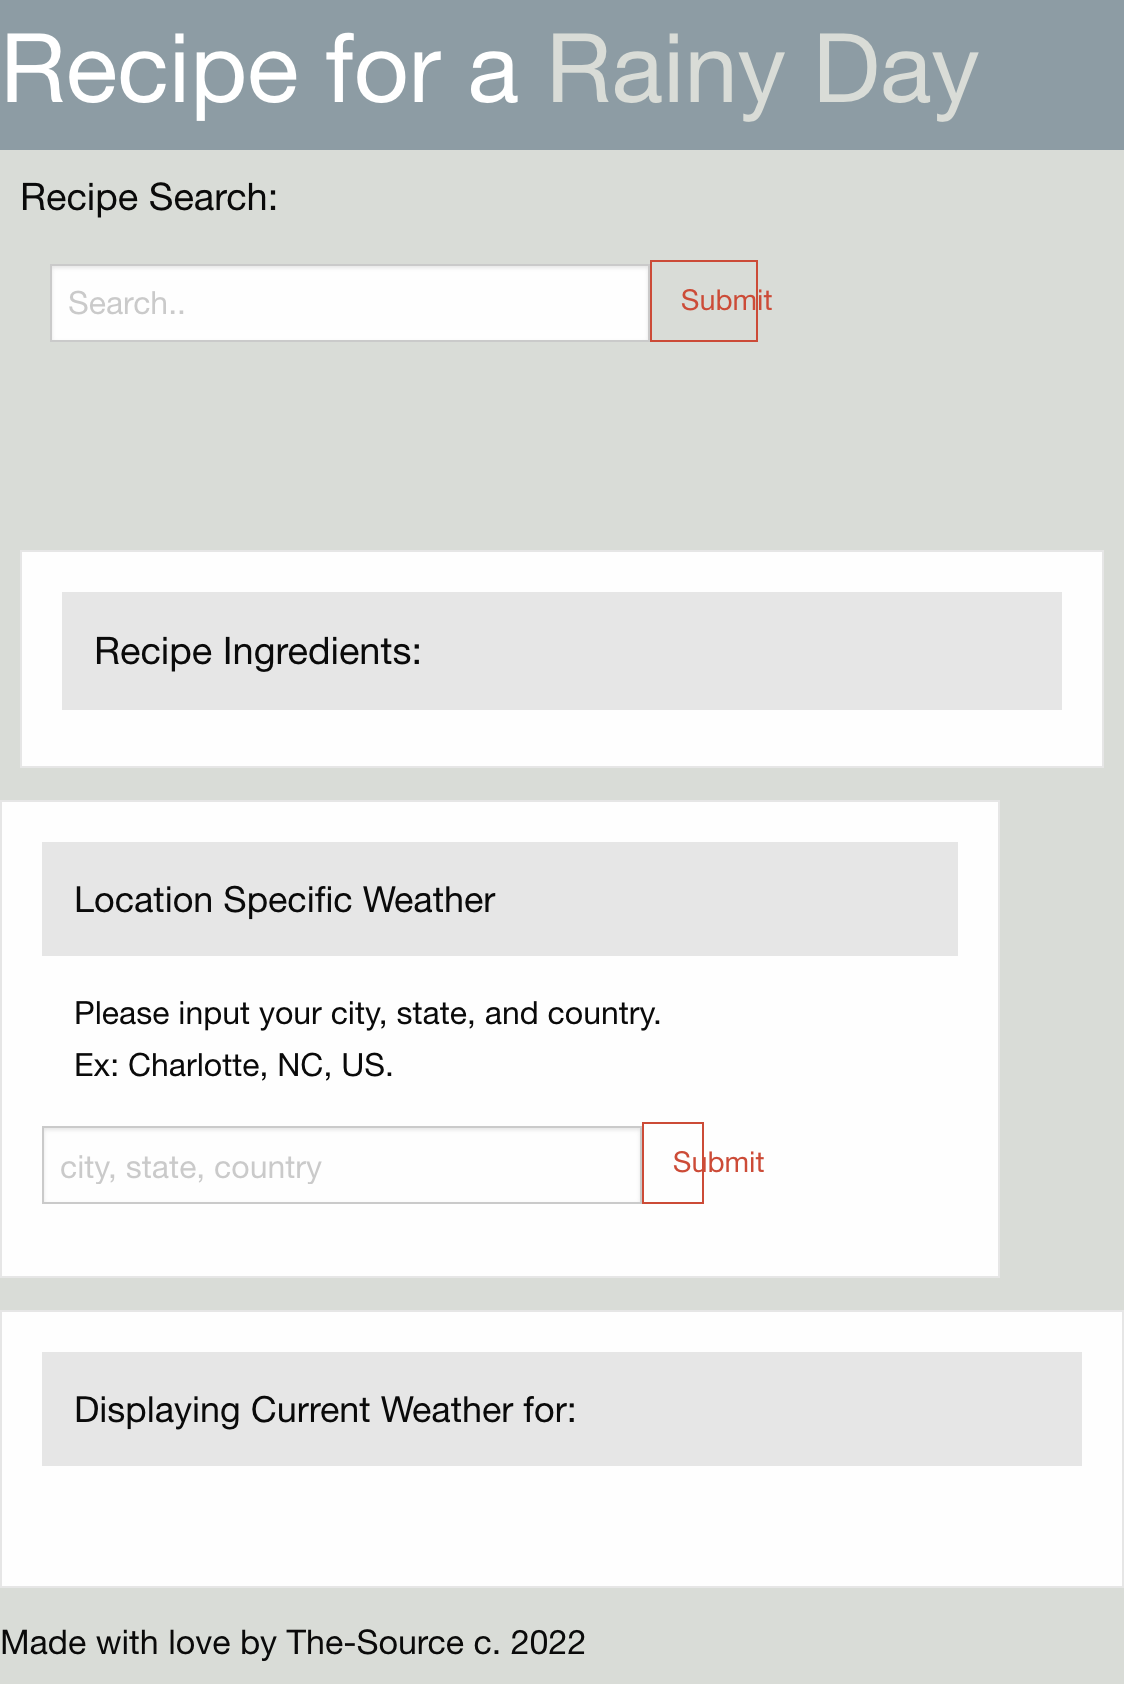 Recipe for a Rainy Day
Recipe Search:
Search..
Submit
Recipe Ingredients:
Location Specific Weather
Please input your city, state, and country.
Ex: Charlotte, NC, US.
city, state, country
Submit
Displaying Current Weather for:
Made with love by The-Source c. 2022